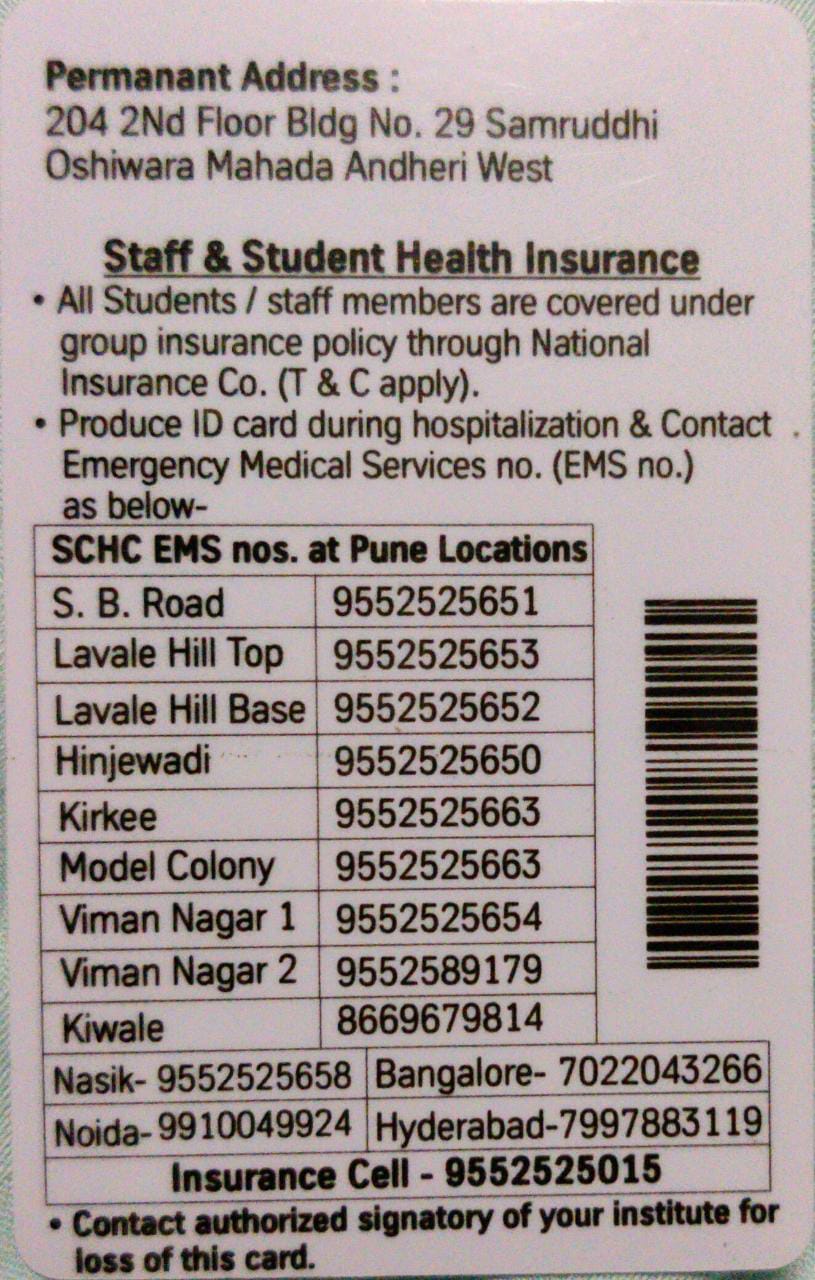 Permanant Address :
204 2Nd Floor Bldg No. 29 Samruddhi
Oshiwara Mahada Andheri West
Staff & Student Health Insurance
• All Students / staff members are covered under
group insurance policy through National
Insurance Co. (T & C apply).
• Produce ID card during hospitalization & Contact
Emergency Medical Services no. (EMS no.)
as below-
SCHC EMS nos. at Pune Locations
S. B. Road 9552525651
Lavale Hill Top 9552525653
Lavale Hill Base 9552525652
Hinjewadi 9552525650
Kirkee 9552525663
Model Colony 9552525663
Viman Nagar 1 9552525654
Viman Nagar 2 9552589179
Kiwale 8669679814
Nasik- 9552525658 Bangalore- 7022043266
Noida- 9910049924 Hyderabad-7997883119
Insurance Cell - 9552525015
• Contact authorized signatory of your institute for
loss of this card.